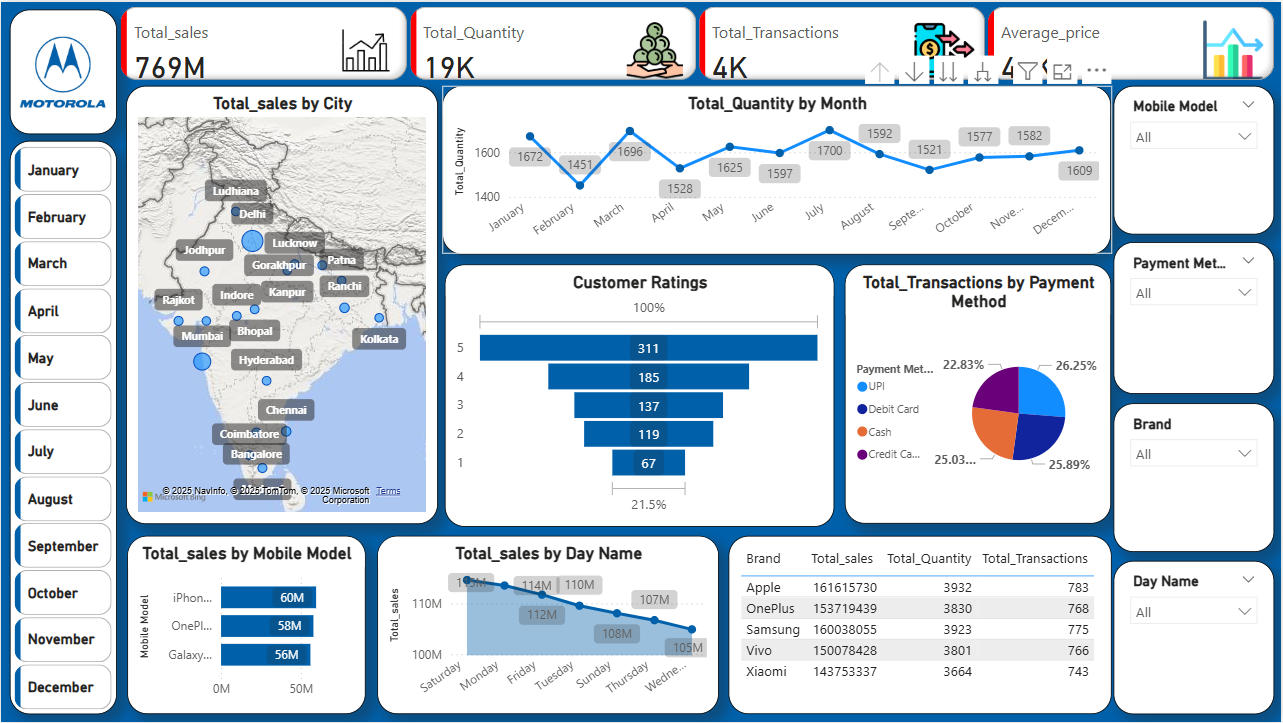 MOTOROLA
Total_sales
769M
Total_Quantity
19K
Total_Transactions
4K
Average_price
January
February
March
April
May
June
July
August
September
October
November
December
Total_sales by City
Ludhiana
Delhi
Lucknow
Jodhpur
Gorakhpur
Patna
Ranchi
Kanpur
Indore
Rajkot
Bhopal
Mumbai
Kolkata
Hyderabad
Chennai
Coimbatore
Bangalore
Microsoft Bing
© 2025 NavInfo, © 2025 TomTom, © 2025 Microsoft Corporation
Terms
Total_Quantity by Month
Total_Quantity
1600
1400
1672
1451
1696
1528
1625
1597
1700
1592
1521
1577
1582
1609
January
February
March
April
May
June
July
August
Septe...
October
Nove...
Decem...
Customer Ratings
100%
5 311
4 185
3 137
2 119
1 67
21.5%
Total_Transactions by Payment
Method
Payment Met...
UPI
Debit Card
Cash
Credit Ca...
22.83%
26.25%
25.03...
25.89%
Mobile Model
All
Payment Met...
All
Brand
All
Day Name
All
Total_sales by Mobile Model
Mobile Model
iPhon... 60M
OnePl... 58M
Galaxy... 56M
0M 50M
Total_sales by Day Name
Total_sales
110M
100M
114M
112M
110M
108M
107M
105M
Saturday
Monday
Friday
Tuesday
Sunday
Thursday
Wedne...
Brand Total_sales Total_Quantity Total_Transactions
Apple 161615730 3932 783
OnePlus 153719439 3830 768
Samsung 160038055 3923 775
Vivo 150078428 3801 766
Xiaomi 143753337 3664 743